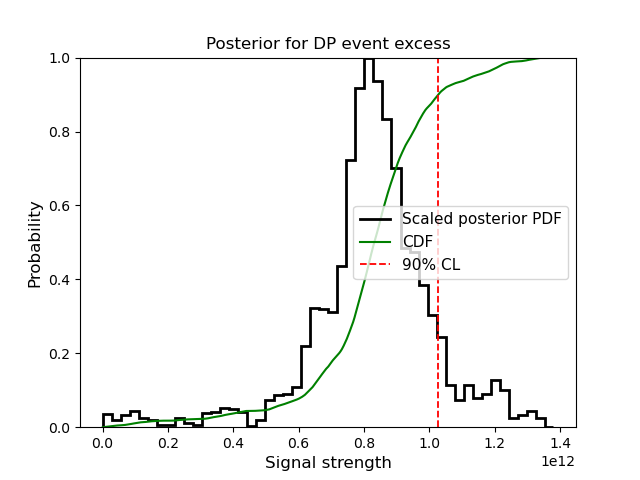 Posterior for DP event excess
Probability
1.0
0.8
0.6
0.4
0.2
0.0
Scaled posterior PDF
CDF
90% CL
0.0 0.2 0.4 0.6 0.8 1.0 1.2 1.4
1e12
Signal strength